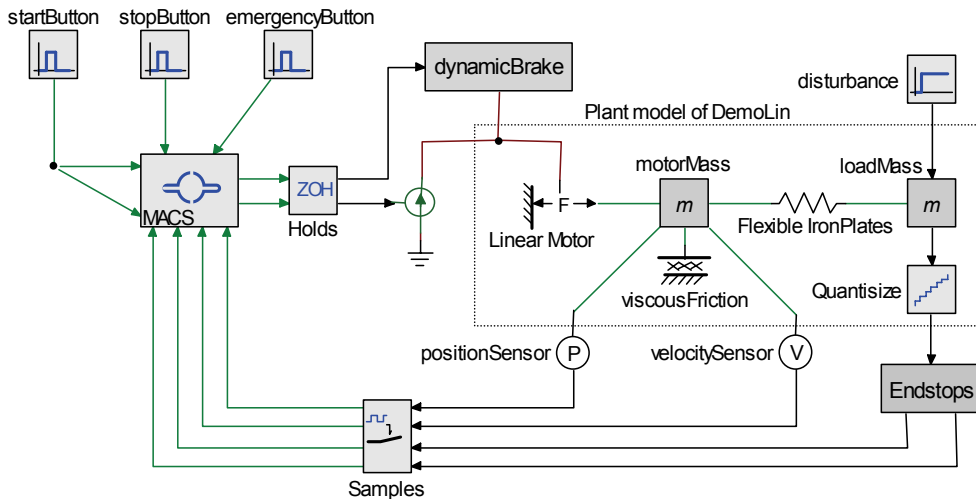 startButton
stopButton
emergencyButton
dynamicBrake
disturbance
Plant model of DemoLin
motorMass
loadMass
MACS
ZOH
Holds
F
m
m
Linear Motor
Flexible IronPlates
viscousFriction
Quantisize
positionSensor
P
velocitySensor
V
Endstops
Samples